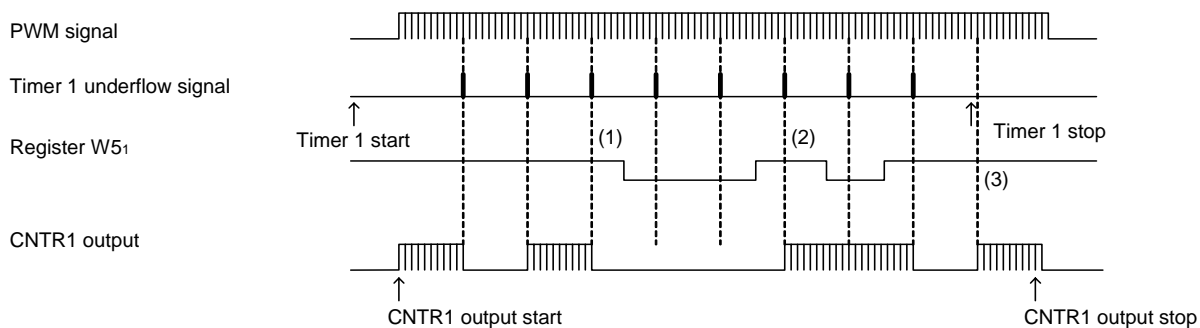 PWM signal
Timer 1 underflow signal
Timer 1 start
Timer 1 stop
Register W5₁
(1)
(2)
(3)
CNTR1 output
CNTR1 output start
CNTR1 output stop